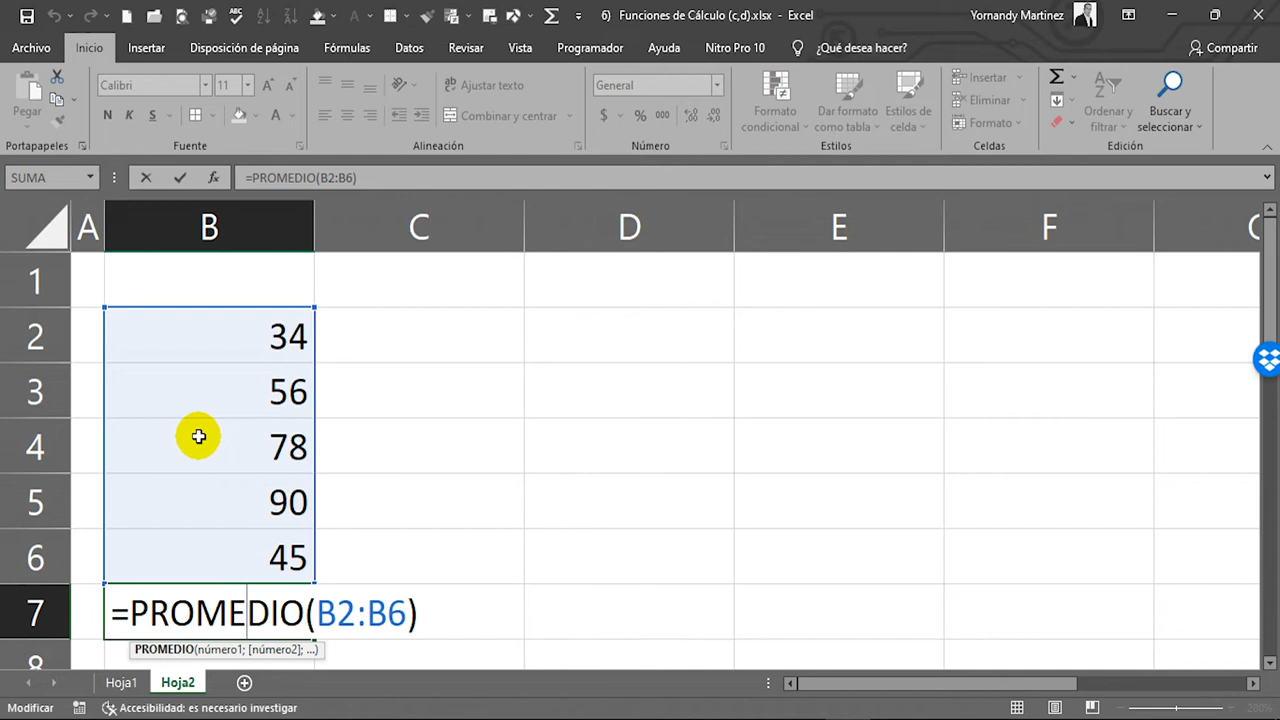 6) Funciones de Cálculo (c,d).xlsx - Excel
Yornandy Martinez
Archivo
Inicio
Insertar
Disposición de página
Fórmulas
Datos
Revisar
Vista
Programador
Ayuda
Nitro Pro 10
¿Qué desea hacer?
Compartir
Pegar
Portapapeles
Calibri
11
N K S
Fuente
Ajustar texto
Combinar y centrar
Alineación
General
$ % 000
Número
Formato condicional
Dar formato como tabla
Estilos de celda
Estilos
Insertar
Eliminar
Formato
Celdas
Ordenar y filtrar
Buscar y seleccionar
Edición
SUMA
fx
=PROMEDIO(B2:B6)
A B C D E F
1
2 34
3 56
4 78
5 90
6 45
7 =PROMEDIO(B2:B6)
PROMEDIO(número1; [número2]; ...)
8
Hoja1
Hoja2
Modificar
Accesibilidad: es necesario investigar
280%